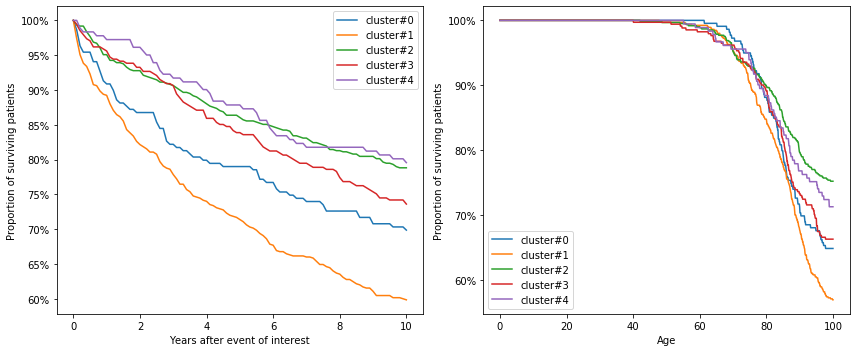 Proportion of surviving patients
100%
95%
90%
85%
80%
75%
70%
65%
60%
cluster#0
cluster#1
cluster#2
cluster#3
cluster#4
0
2
4
6
8
10
Years after event of interest
Proportion of surviving patients
100%
90%
80%
70%
60%
cluster#0
cluster#1
cluster#2
cluster#3
cluster#4
0
20
40
60
80
100
Age